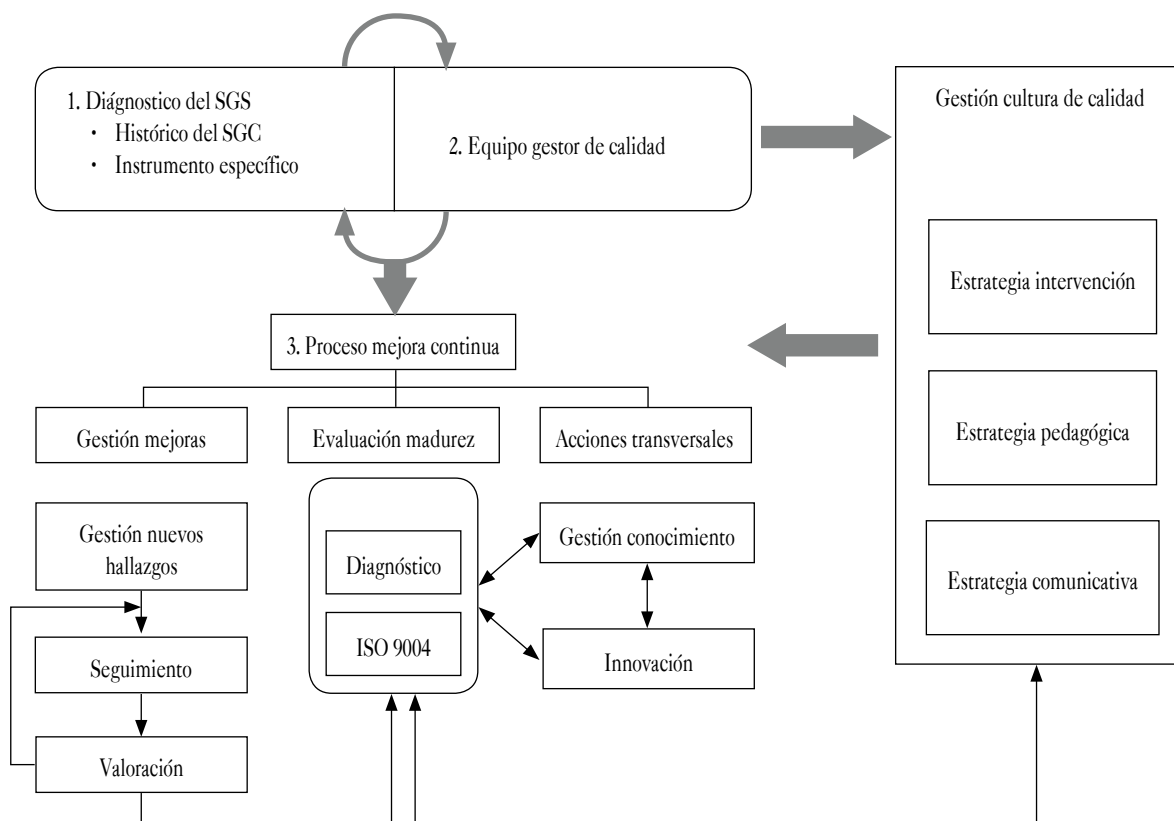 1. Diágnostico del SGS
• Histórico del SGC
• Instrumento específico
2. Equipo gestor de calidad
Gestión cultura de calidad
Estrategia intervención
Estrategia pedagógica
Estrategia comunicativa
3. Proceso mejora continua
Gestión mejoras
Evaluación madurez
Acciones transversales
Gestión nuevos
hallazgos
Seguimiento
Valoración
Diagnóstico
ISO 9004
Gestión conocimiento
Innovación